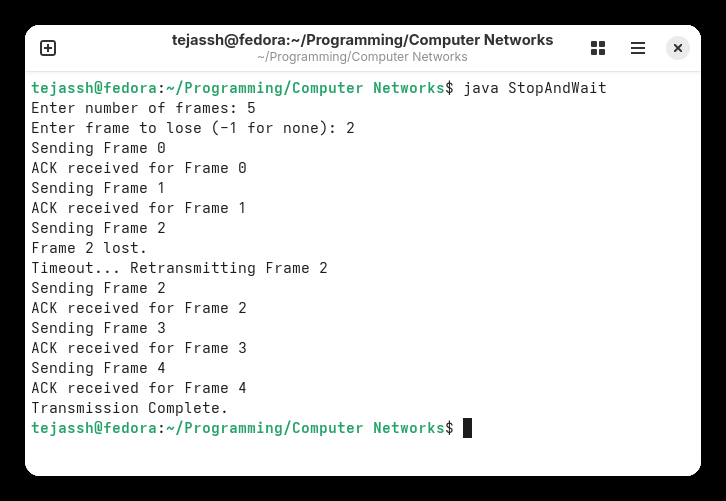 tejassh@fedora:~/Programming/Computer Networks
~/Programming/Computer Networks
tejassh@fedora:~/Programming/Computer Networks$ java StopAndWait
Enter number of frames: 5
Enter frame to lose (-1 for none): 2
Sending Frame 0
ACK received for Frame 0
Sending Frame 1
ACK received for Frame 1
Sending Frame 2
Frame 2 lost.
Timeout... Retransmitting Frame 2
Sending Frame 2
ACK received for Frame 2
Sending Frame 3
ACK received for Frame 3
Sending Frame 4
ACK received for Frame 4
Transmission Complete.
tejassh@fedora:~/Programming/Computer Networks$